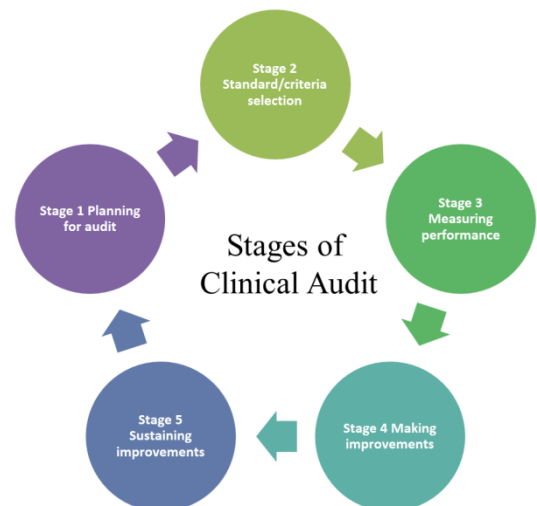 Stage 2
Standard/criteria
selection
Stage 1 Planning
for audit
Stage 3
Measuring
performance
Stages of
Clinical Audit
Stage 5
Sustaining
improvements
Stage 4 Making
improvements